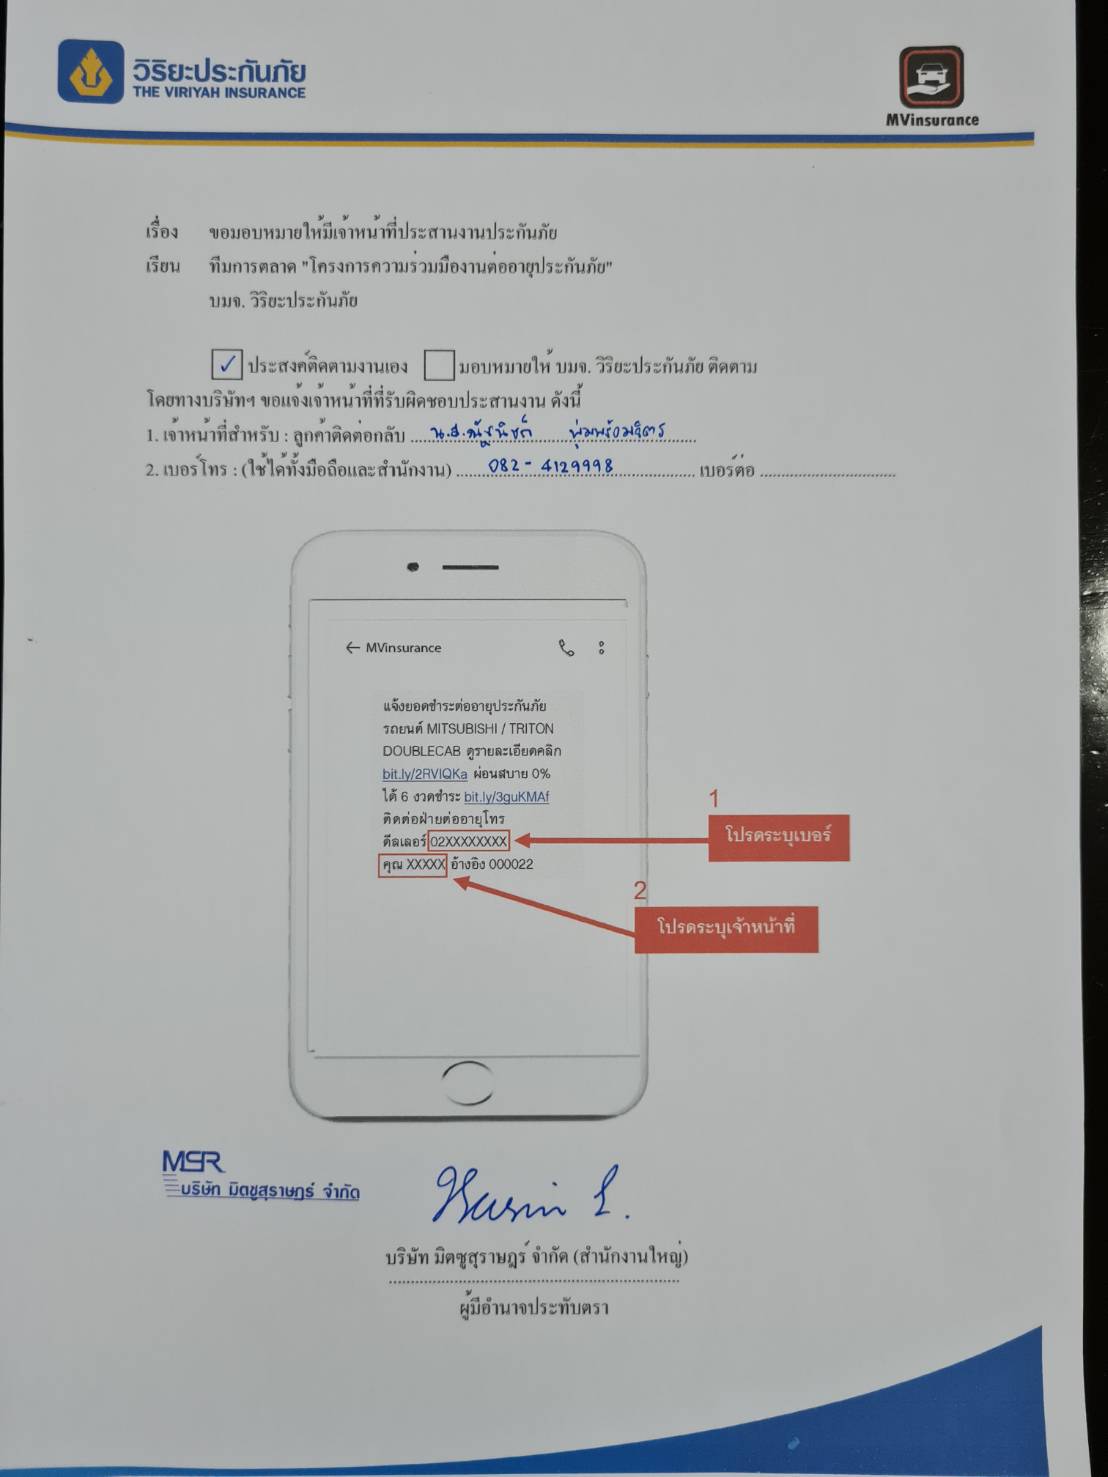 วิริยะประกันภัย
THE VIRIYAH INSURANCE
MVinsurance
เรื่อง ขอมอบหมายให้มีเจ้าหน้าที่ประสานงานประกันภัย
เรียน ทีมการตลาด "โครงการความร่วมมืองานต่ออายุประกันภัย"
บมจ. วิริยะประกันภัย
✓ ประสงค์ติดตามงานเอง มอบหมายให้ บมจ. วิริยะประกันภัย ติดตาม
โดยทางบริษัทฯ ขอแจ้งเจ้าหน้าที่ที่รับผิดชอบประสานงาน ดังนี้
1. เจ้าหน้าที่สำหรับ : ลูกค้าติดต่อกลับ น.ส.ณัฐนิชก์ พุ่มพร้อมจิตร
2. เบอร์โทร : (ใช้ได้ทั้งมือถือและสำนักงาน) 082-4129998 เบอร์ต่อ
← MVinsurance
แจ้งยอดชำระต่ออายุประกันภัย
รถยนต์ MITSUBISHI / TRITON
DOUBLECAB ดูรายละเอียดคลิก
bit.ly/2RVIQKa ผ่อนสบาย 0%
ได้ 6 งวดชำระ bit.ly/3guKMAf
ติดต่อฝ่ายต่ออายุโทร
ดีลเลอร์ 02XXXXXXXX
คุณ XXXXX อ้างอิง 000022
1
โปรดระบุเบอร์
2
โปรดระบุเจ้าหน้าที่
MSR
บริษัท มิตซูสุราษฎร์ จำกัด
บริษัท มิตซูสุราษฎร์ จำกัด (สำนักงานใหญ่)
ผู้มีอำนาจประทับตรา